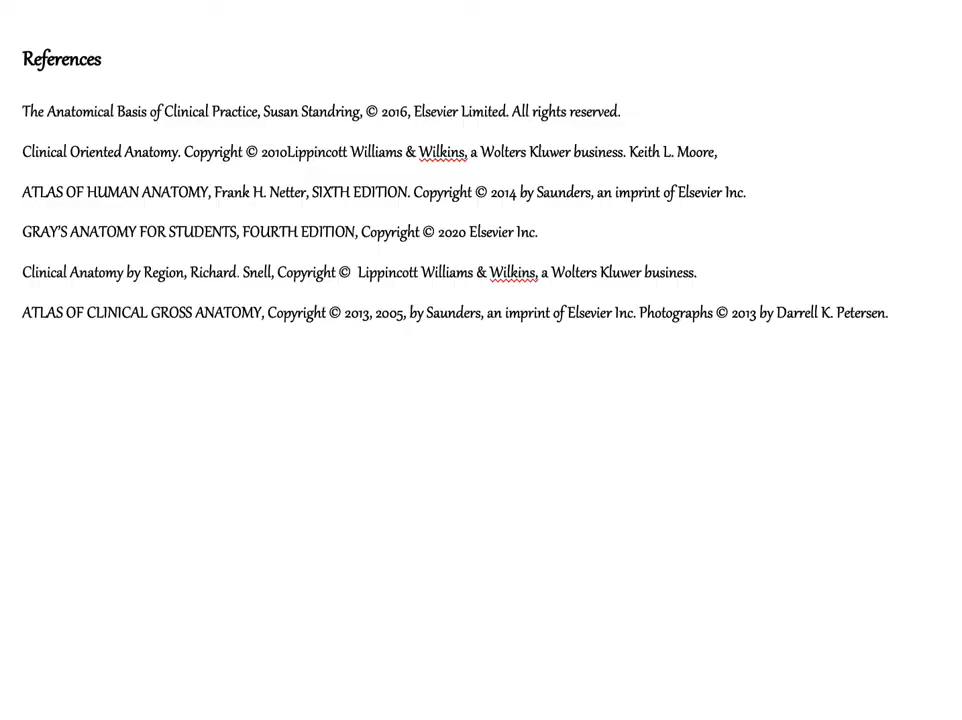 References
The Anatomical Basis of Clinical Practice, Susan Standring, © 2016, Elsevier Limited. All rights reserved.
Clinical Oriented Anatomy. Copyright © 2010Lippincott Williams & Wilkins, a Wolters Kluwer business. Keith L. Moore,
ATLAS OF HUMAN ANATOMY, Frank H. Netter, SIXTH EDITION. Copyright © 2014 by Saunders, an imprint of Elsevier Inc.
GRAY'S ANATOMY FOR STUDENTS, FOURTH EDITION, Copyright © 2020 Elsevier Inc.
Clinical Anatomy by Region, Richard. Snell, Copyright © Lippincott Williams & Wilkins, a Wolters Kluwer business.
ATLAS OF CLINICAL GROSS ANATOMY, Copyright © 2013, 2005, by Saunders, an imprint of Elsevier Inc. Photographs © 2013 by Darrell K. Petersen.